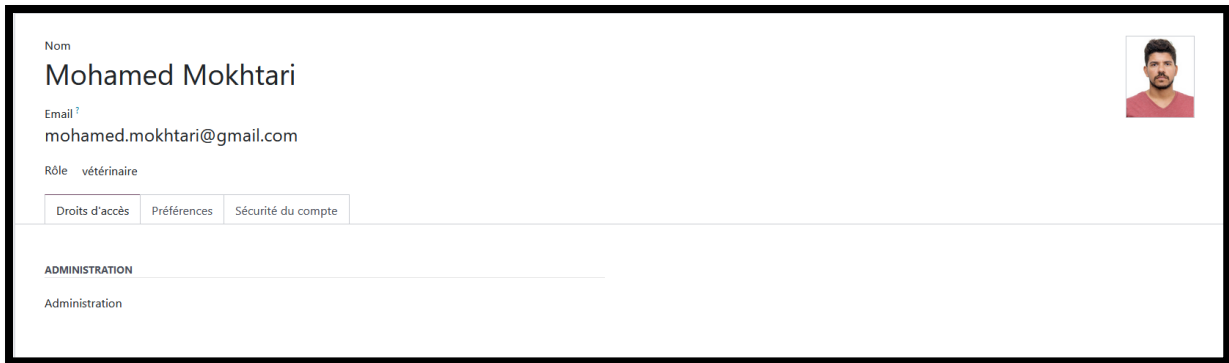 Nom
Mohamed Mokhtari
Email ?
mohamed.mokhtari@gmail.com
Rôle vétérinaire
Droits d'accès Préférences Sécurité du compte
ADMINISTRATION
Administration